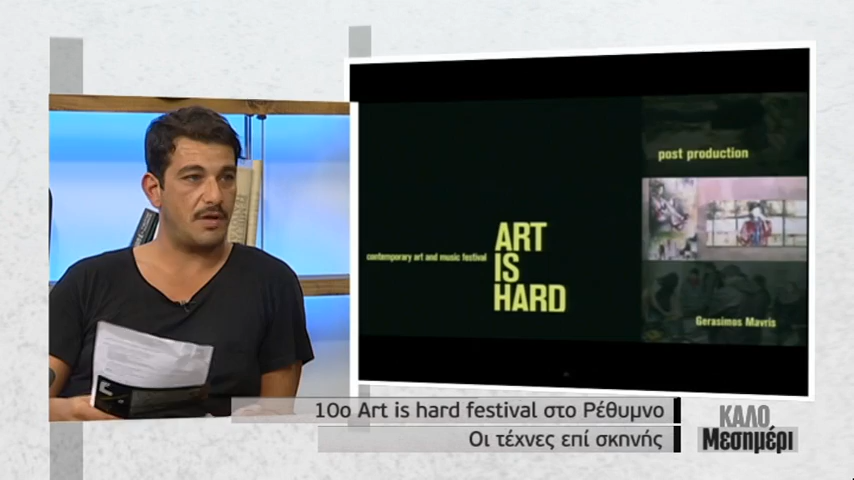 post production
contemporary art and music festival
ART
IS
HARD
Gerasimos Mavris
10ο Art is hard festival στο Ρέθυμνο
Οι τέχνες επί σκηνής
ΚΑΛΟ
Μεσημέρι